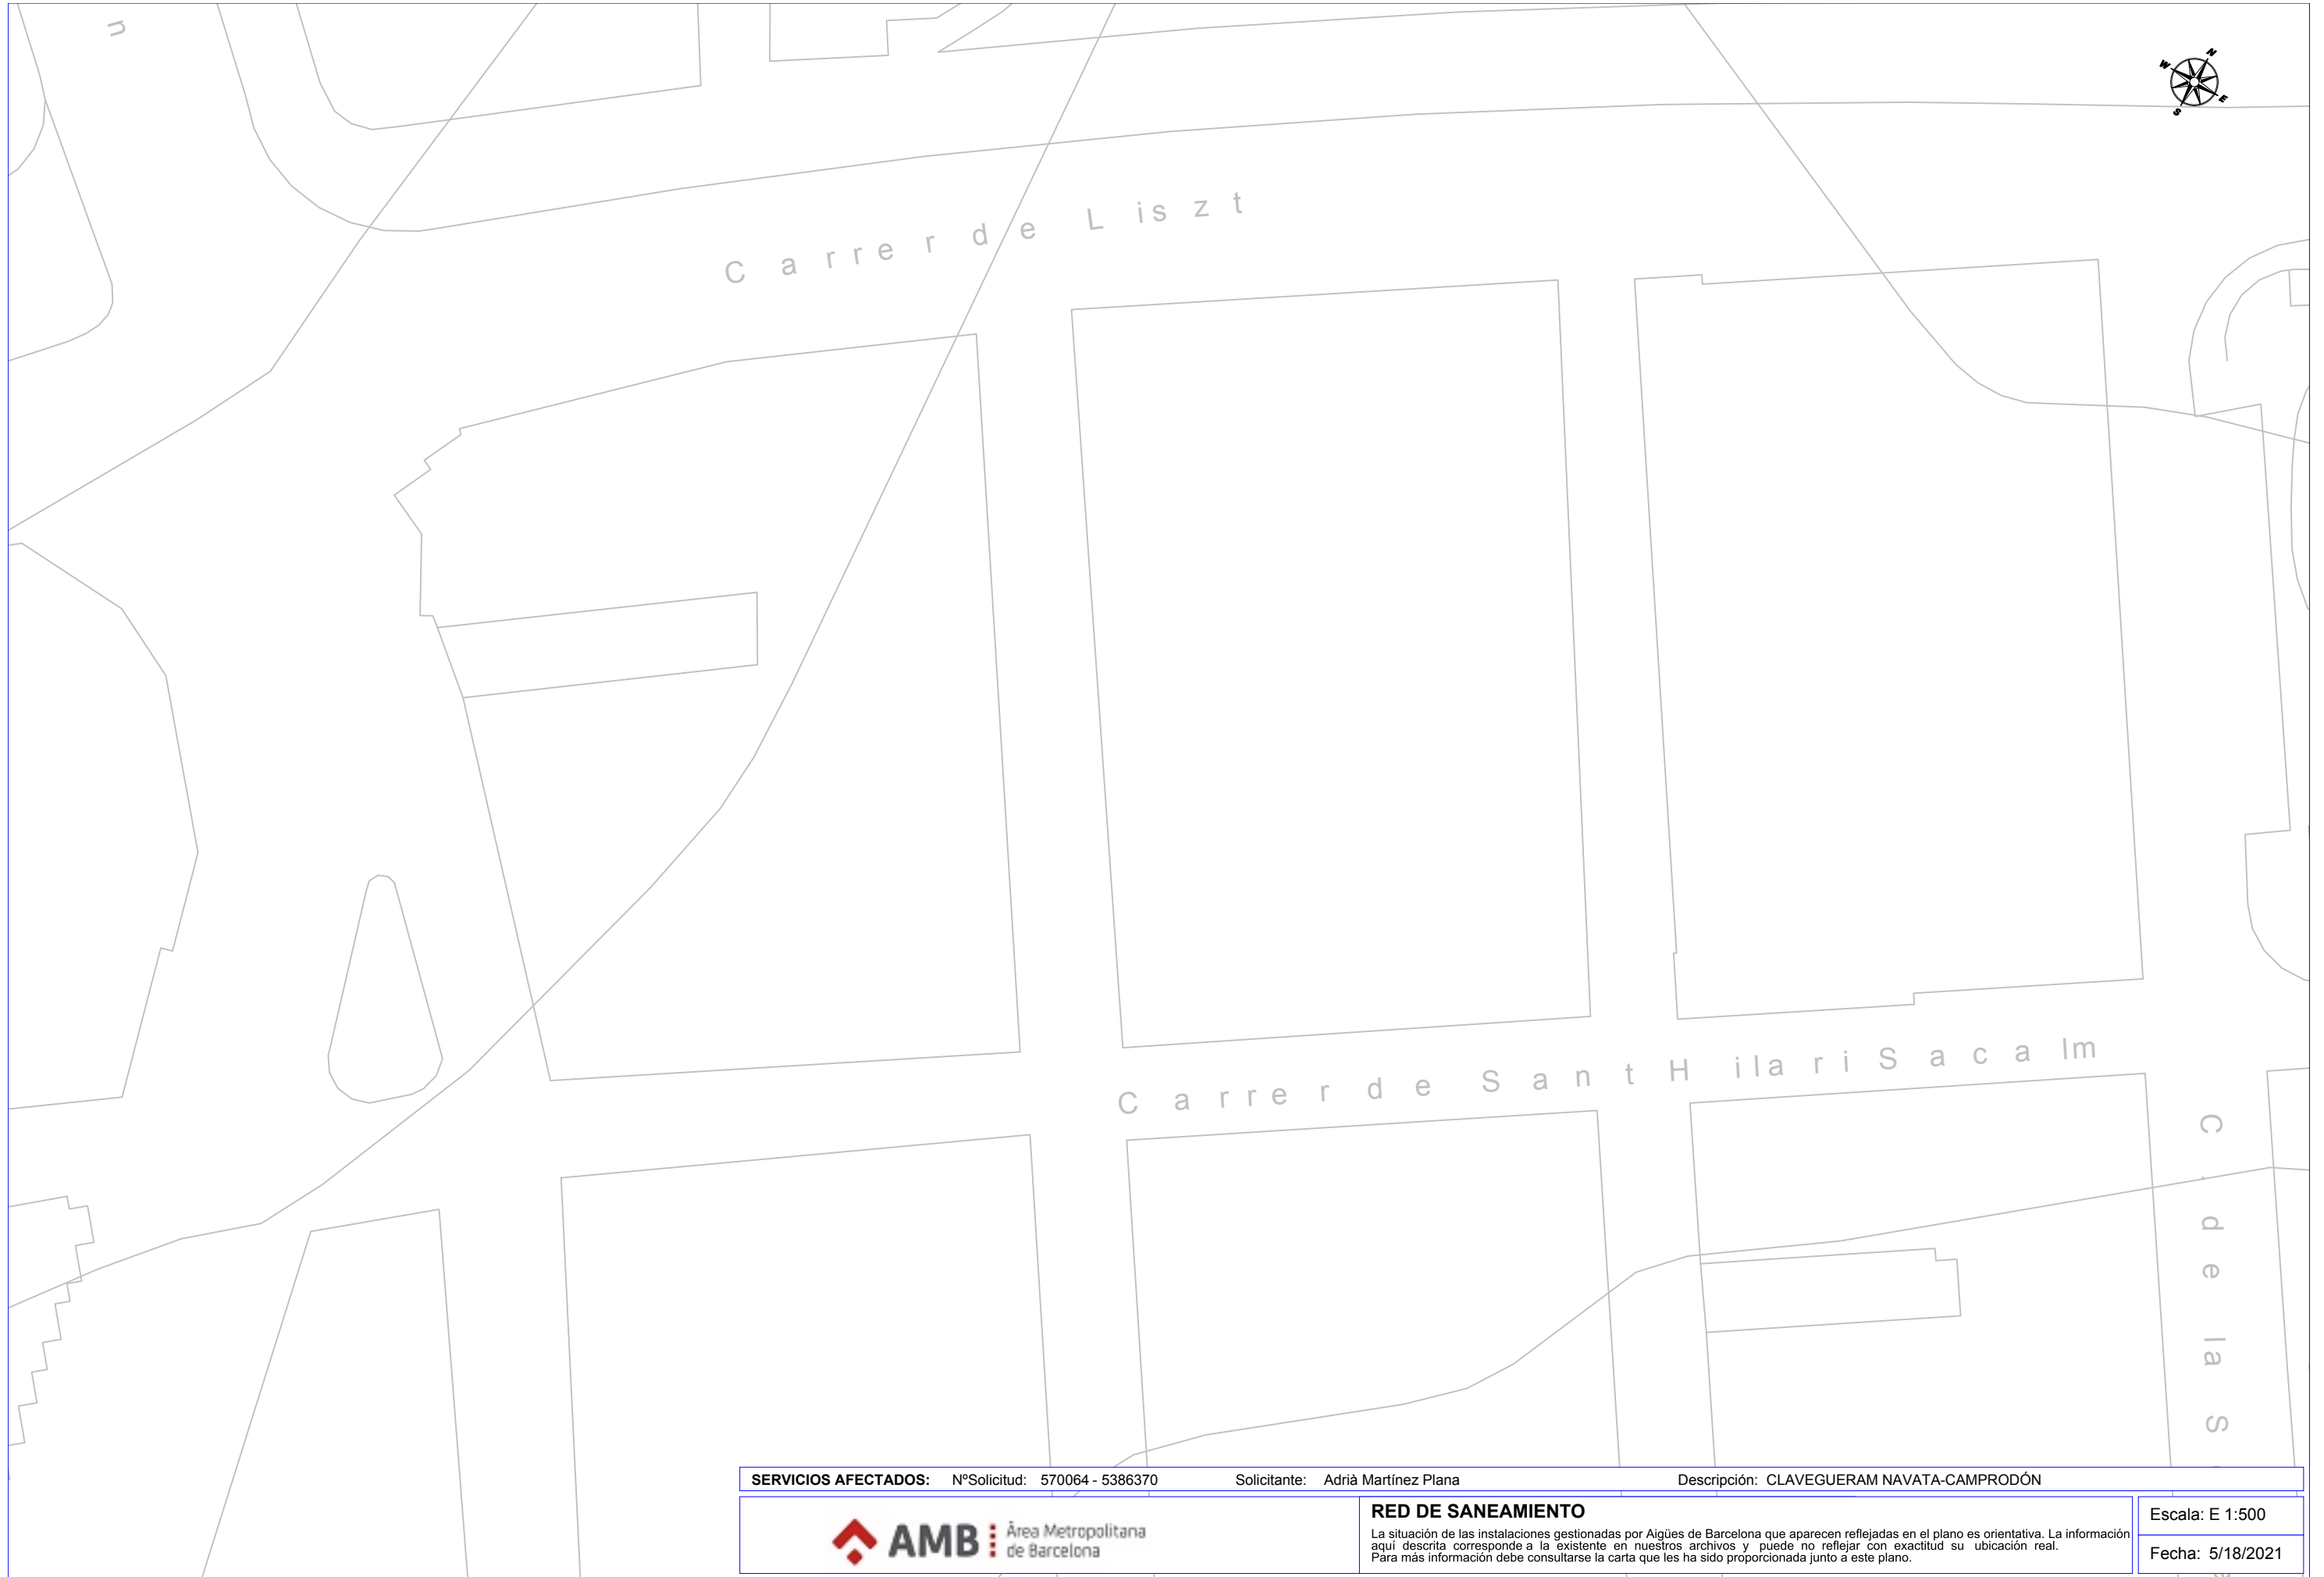 n
N
W
E
S
Carrer de Liszt
Carrer de Sant Hilari Sacalm
C. de la S
SERVICIOS AFECTADOS: NºSolicitud: 570064 - 5386370 Solicitante: Adrià Martínez Plana Descripción: CLAVEGUERAM NAVATA-CAMPRODÓN
AMB Àrea Metropolitana
de Barcelona
RED DE SANEAMIENTO
La situación de las instalaciones gestionadas por Aigües de Barcelona que aparecen reflejadas en el plano es orientativa. La información
aquí descrita corresponde a la existente en nuestros archivos y puede no reflejar con exactitud su ubicación real.
Para más información debe consultarse la carta que les ha sido proporcionada junto a este plano.
Escala: E 1:500
Fecha: 5/18/2021